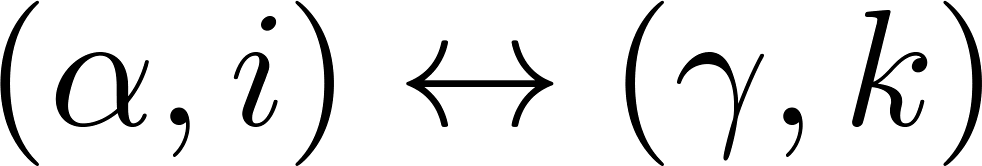 (α, i) ↔ (γ, k)